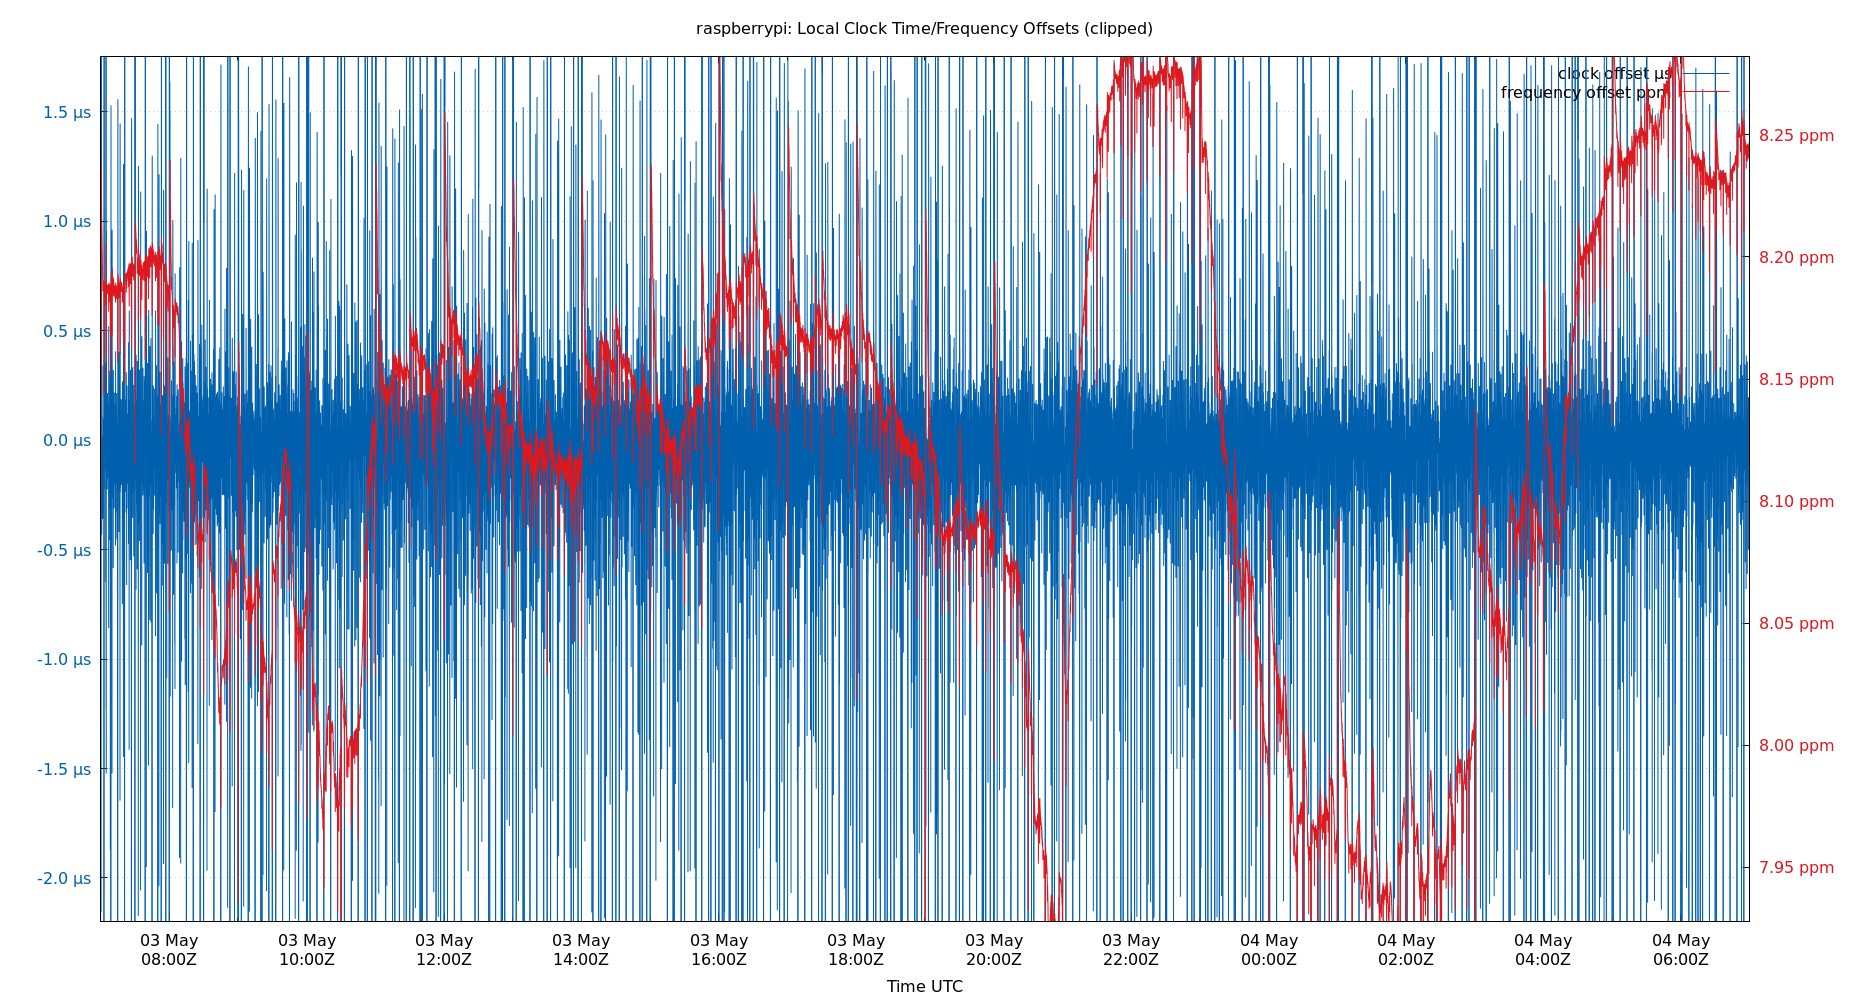 raspberrypi: Local Clock Time/Frequency Offsets (clipped)
clock offset µs
frequency offset ppm
1.5 µs
1.0 µs
0.5 µs
0.0 µs
-0.5 µs
-1.0 µs
-1.5 µs
-2.0 µs
8.25 ppm
8.20 ppm
8.15 ppm
8.10 ppm
8.05 ppm
8.00 ppm
7.95 ppm
03 May 03 May 03 May 03 May 03 May 03 May 03 May 03 May 04 May 04 May 04 May 04 May
08:00Z 10:00Z 12:00Z 14:00Z 16:00Z 18:00Z 20:00Z 22:00Z 00:00Z 02:00Z 04:00Z 06:00Z
Time UTC